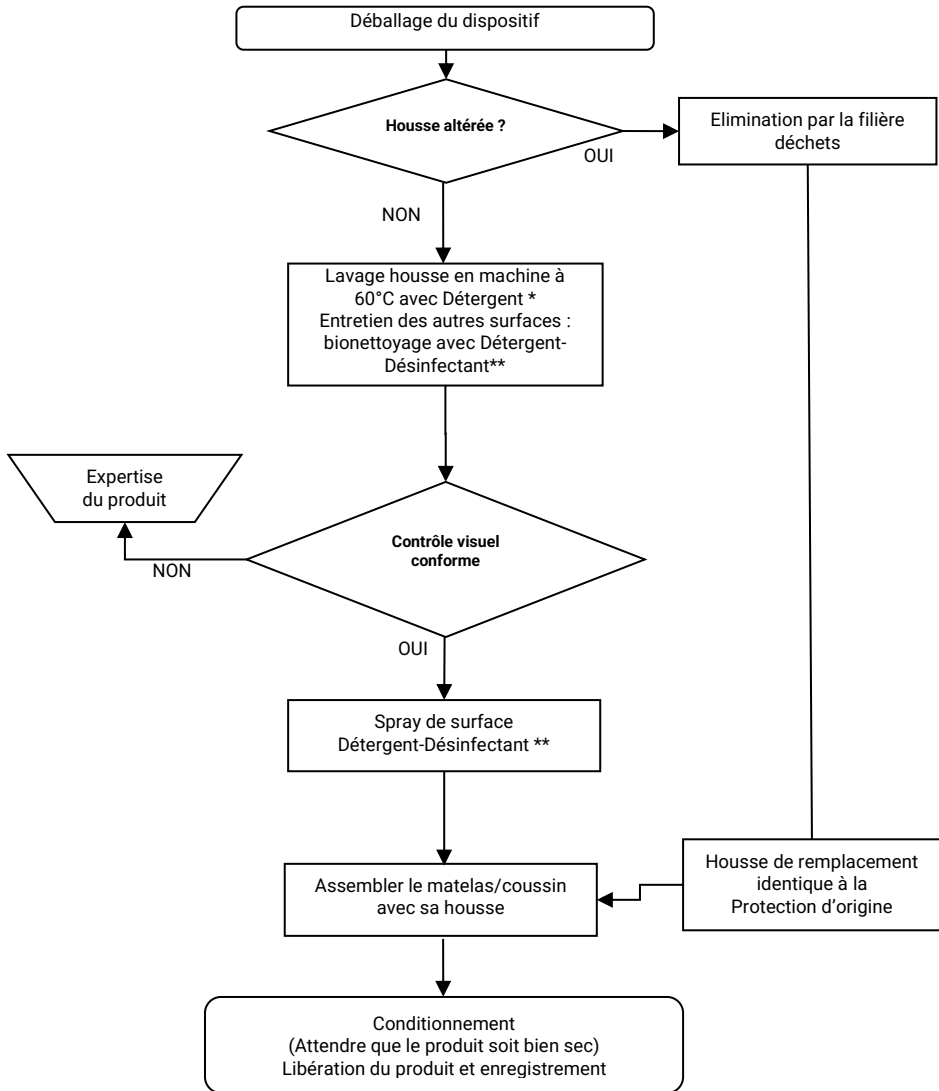 Déballage du dispositif
Housse altérée ?
OUI
Elimination par la filière
déchets
NON
Lavage housse en machine à
60°C avec Détergent *
Entretien des autres surfaces :
bionettoyage avec Détergent-
Désinfectant**
Expertise
du produit
NON
Contrôle visuel
conforme
OUI
Spray de surface
Détergent-Désinfectant **
Assembler le matelas/coussin
avec sa housse
Housse de remplacement
identique à la
Protection d’origine
Conditionnement
(Attendre que le produit soit bien sec)
Libération du produit et enregistrement